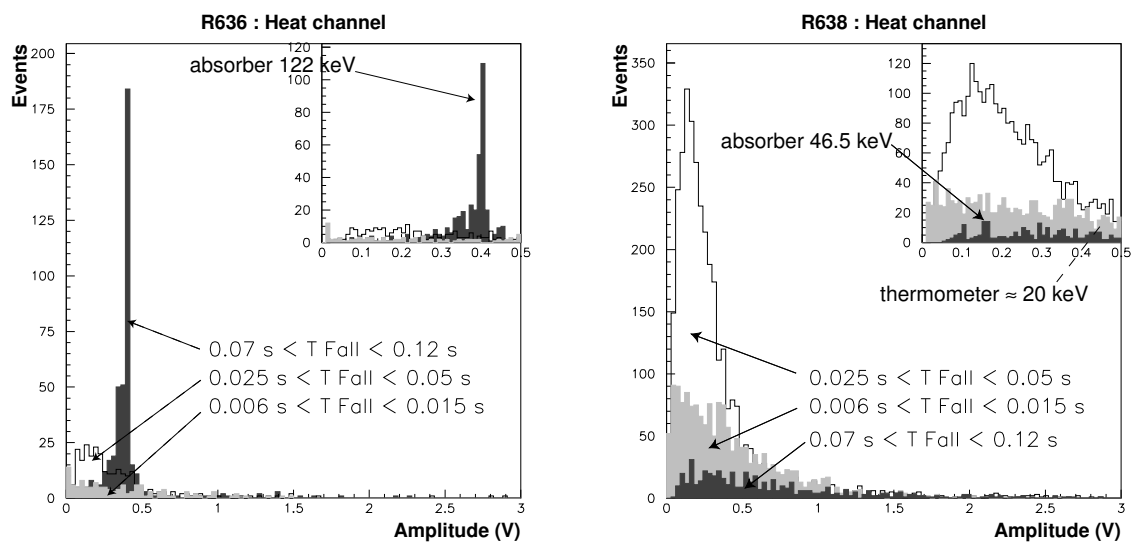 R636 : Heat channel
Events
200
175
150
125
100
75
50
25
0
0 0.5 1 1.5 2 2.5 3
Amplitude (V)
120
100
80
60
40
20
0
0 0.1 0.2 0.3 0.4 0.5
absorber 122 keV
0.07 s < T Fall < 0.12 s
0.025 s < T Fall < 0.05 s
0.006 s < T Fall < 0.015 s
R638 : Heat channel
Events
350
300
250
200
150
100
50
0
0 0.5 1 1.5 2 2.5 3
Amplitude (V)
120
100
80
60
40
20
0
0 0.1 0.2 0.3 0.4 0.5
absorber 46.5 keV
thermometer ≈ 20 keV
0.025 s < T Fall < 0.05 s
0.006 s < T Fall < 0.015 s
0.07 s < T Fall < 0.12 s